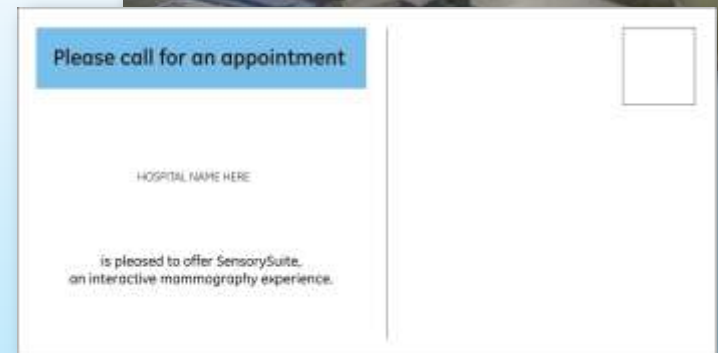 Please call for an appointment
HOSPITAL NAME HERE
is pleased to offer SensorySuite,
an interactive mammography experience.